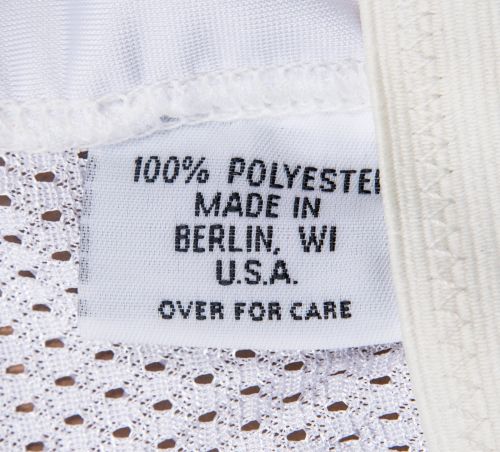 100% POLYESTER
MADE IN
BERLIN, WI
U.S.A.
OVER FOR CARE